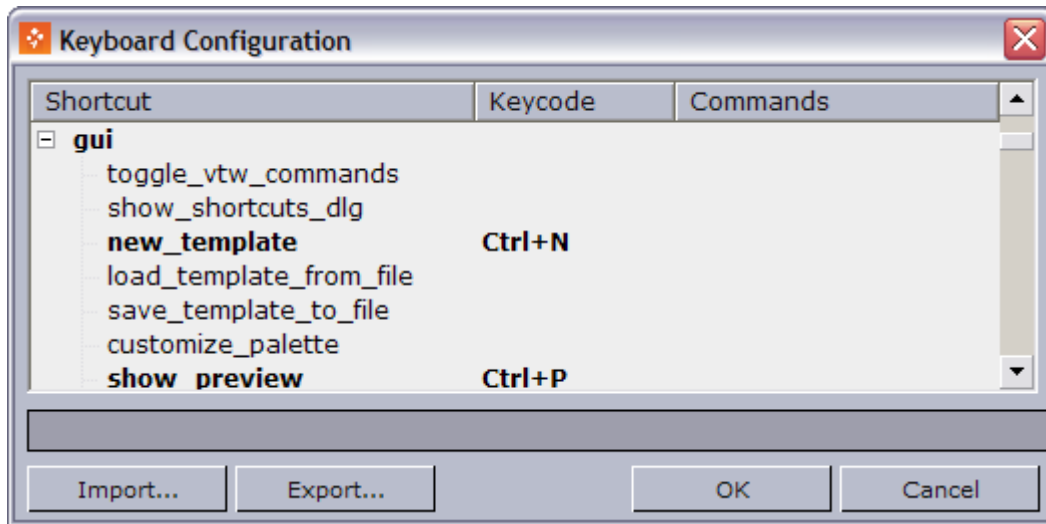 Keyboard Configuration
Shortcut Keycode Commands
gui
toggle_vtw_commands
show_shortcuts_dlg
new_template Ctrl+N
load_template_from_file
save_template_to_file
customize_palette
show_preview Ctrl+P
Import... Export... OK Cancel